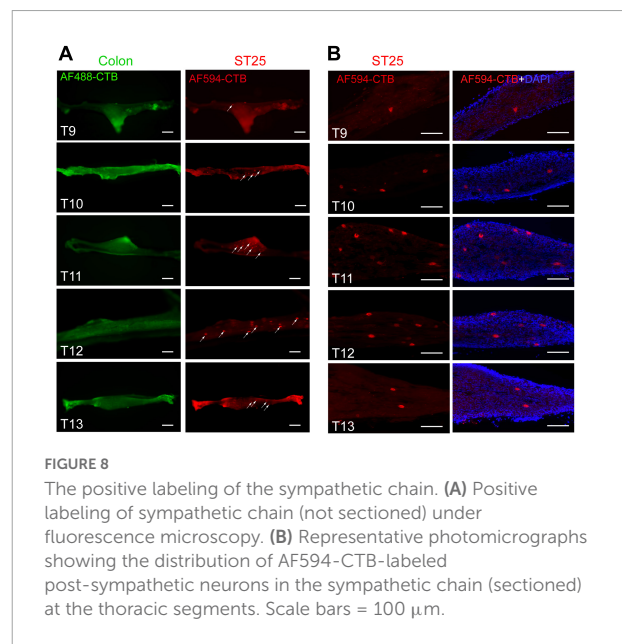 A
B
Colon
ST25
ST25
AF488-CTB
AF594-CTB
AF594-CTB
AF594-CTB+DAPI
T9
T9
T10
T10
T11
T11
T12
T12
T13
T13
FIGURE 8
The positive labeling of the sympathetic chain. (A) Positive
labeling of sympathetic chain (not sectioned) under
fluorescence microscopy. (B) Representative photomicrographs
showing the distribution of AF594-CTB-labeled
post-sympathetic neurons in the sympathetic chain (sectioned)
at the thoracic segments. Scale bars = 100 μm.